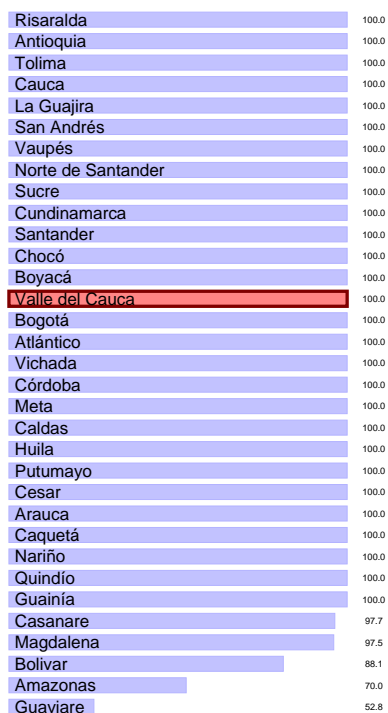 Risaralda 100.0
Antioquia 100.0
Tolima 100.0
Cauca 100.0
La Guajira 100.0
San Andrés 100.0
Vaupés 100.0
Norte de Santander 100.0
Sucre 100.0
Cundinamarca 100.0
Santander 100.0
Chocó 100.0
Boyacá 100.0
Valle del Cauca 100.0
Bogotá 100.0
Atlántico 100.0
Vichada 100.0
Córdoba 100.0
Meta 100.0
Caldas 100.0
Huila 100.0
Putumayo 100.0
Cesar 100.0
Arauca 100.0
Caquetá 100.0
Nariño 100.0
Quindío 100.0
Guainía 100.0
Casanare 97.7
Magdalena 97.5
Bolivar 88.1
Amazonas 70.0
Guaviare 52.8